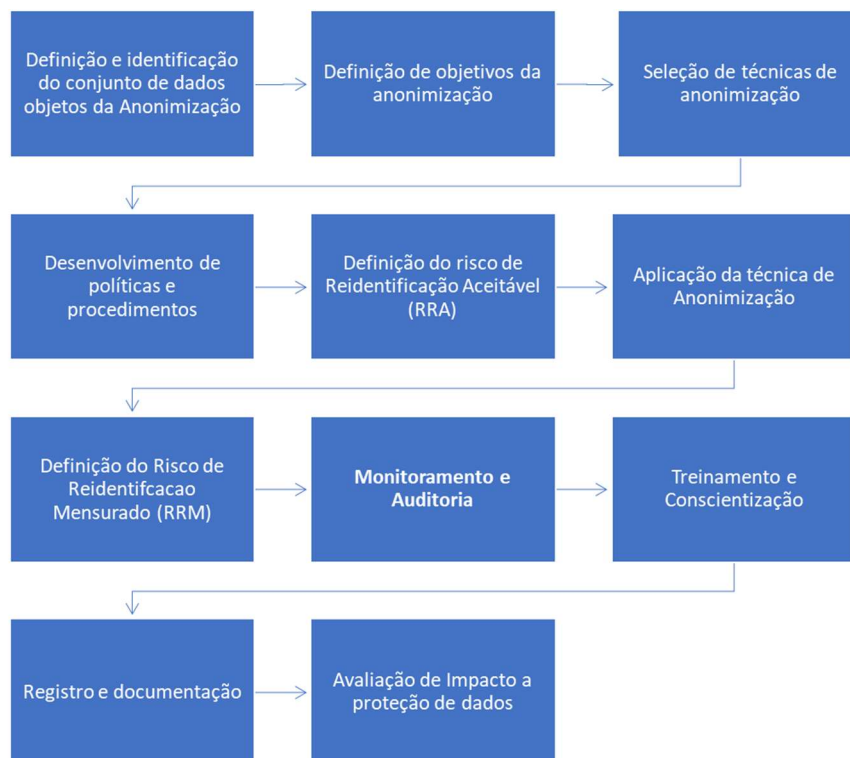 Definição e identificação
do conjunto de dados
objetos da Anonimização
Definição de objetivos da
anonimização
Seleção de técnicas de
anonimização
Desenvolvimento de
políticas e
procedimentos
Definição do risco de
Reidentificação Aceitável
(RRA)
Aplicação da técnica de
Anonimização
Definição do Risco de
Reidentifcacao
Mensurado (RRM)
Monitoramento e
Auditoria
Treinamento e
Conscientização
Registro e documentação
Avaliação de Impacto a
proteção de dados